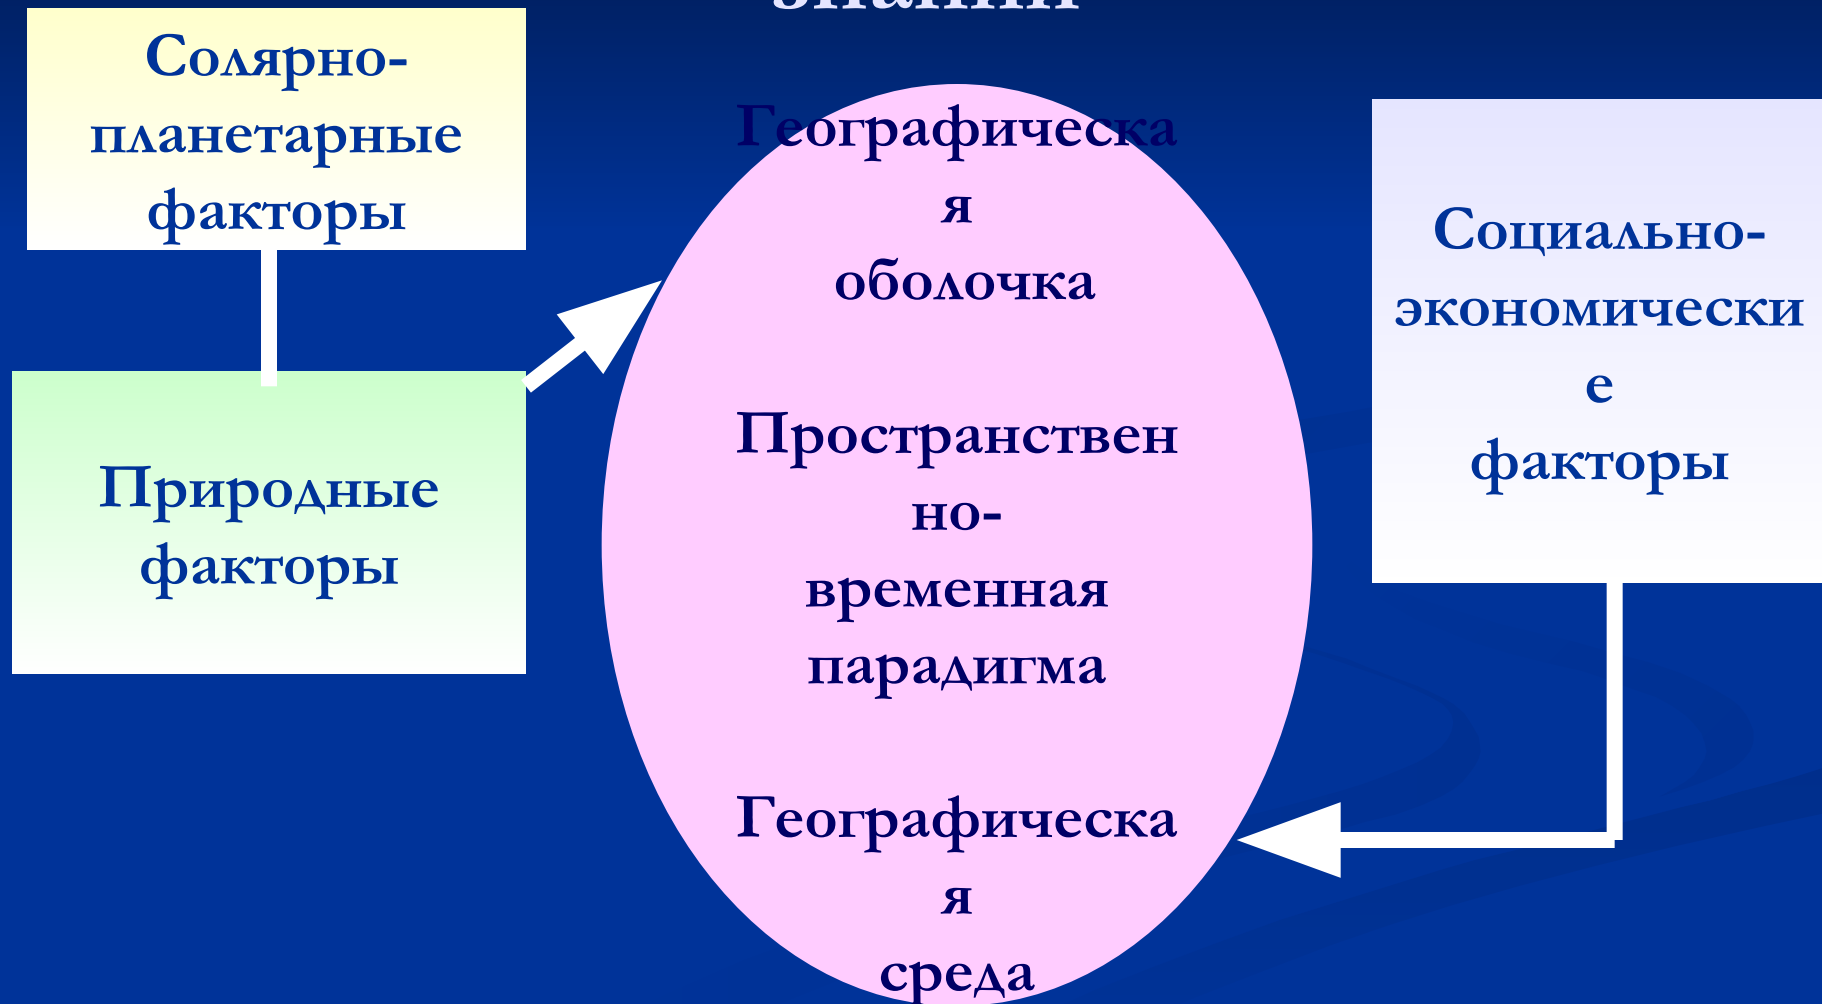 Солярно-
планетарные
факторы
Природные
факторы
Географическа
я
оболочка
Пространствен
но-
временная
парадигма
Географическа
я
среда
Социально-
экономически
е
факторы